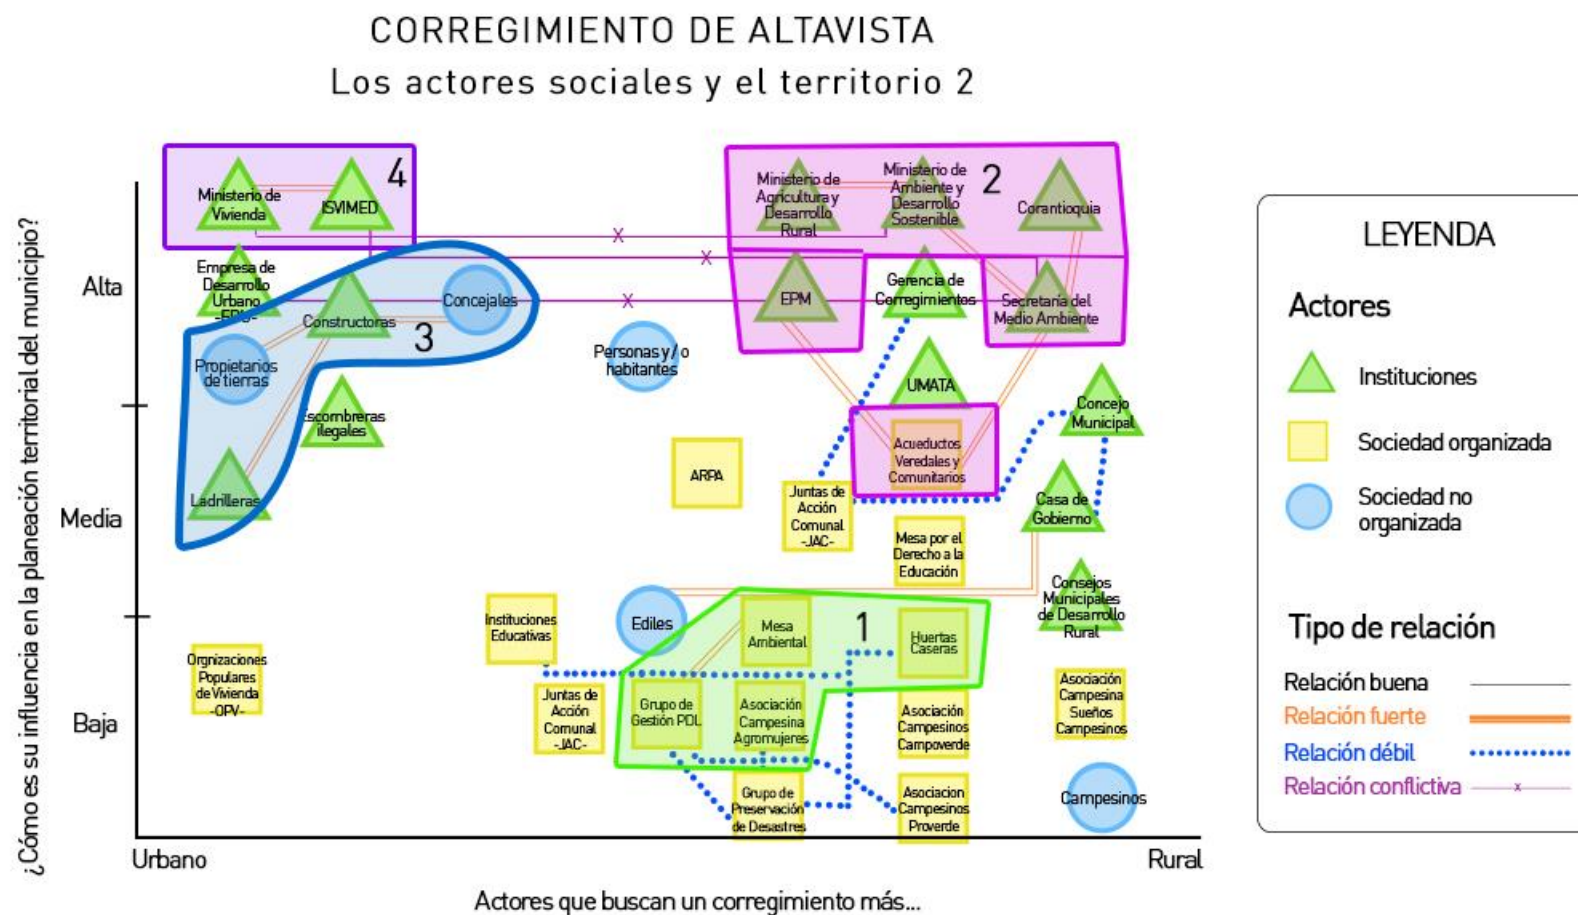 CORREGIMIENTO DE ALTAVISTA
Los actores sociales y el territorio 2
¿Cómo es su influencia en la planeación territorial del municipio?
Alta
Media
Baja
Urbano
Rural
Actores que buscan un corregimiento más...
4
Ministerio de
Vivienda
ISVIMED
Empresa de
Desarrollo
Urbano
-EDU-
Constructoras
Concejales
3
Propietarios
de tierras
Escombreras
ilegales
Ladrilleras
Personas y/o
habitantes
2
Ministerio de
Agricultura y
Desarrollo
Rural
Ministerio de
Ambiente y
Desarrollo
Sostenible
Corantioquia
EPM
Gerencia de
Corregimientos
Secretaría del
Medio Ambiente
x
x
x
UMATA
Concejo
Municipal
Acueductos
Veredales y
Comunitarios
ARPA
Juntas de
Acción
Comunal
-JAC-
Casa de
Gobierno
Mesa por el
Derecho a la
Educación
Consejos
Municipales
de Desarrollo
Rural
Instituciones
Educativas
Ediles
Mesa
Ambiental
1
Huertas
Caseras
Orgnizaciones
Populares
de Vivienda
-OPV-
Juntas de
Acción
Comunal
-JAC-
Grupo de
Gestión PDL
Asociación
Campesina
Agromujeres
Asociación
Campesinos
Campoverde
Asociación
Campesina
Sueños
Campesinos
Grupo de
Preservación
de Desastres
Asociacion
Campesinos
Proverde
Campesinos
LEYENDA
Actores
Instituciones
Sociedad organizada
Sociedad no
organizada
Tipo de relación
Relación buena
Relación fuerte
Relación débil
Relación conflictiva
x